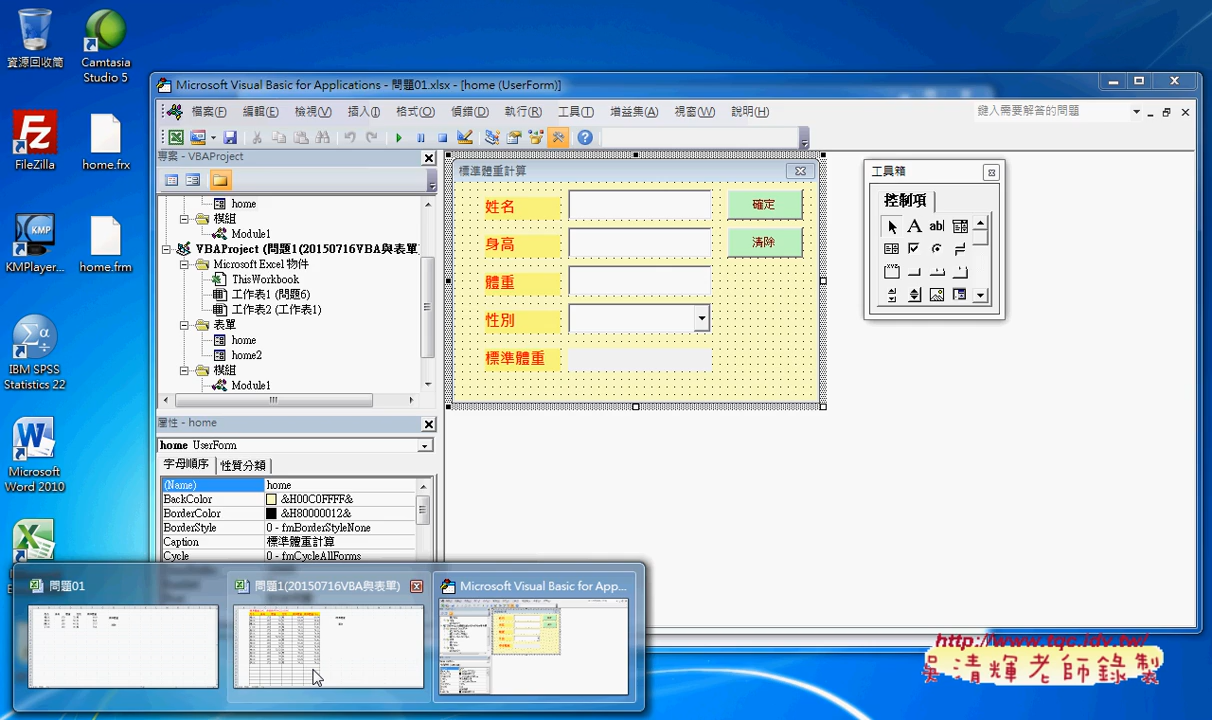 資源回收筒
Camtasia
Studio 5
FileZilla
home.frx
KMPlayer...
home.frm
IBM SPSS
Statistics 22
Microsoft
Word 2010
Microsoft Visual Basic for Applications - 問題01.xlsx - [home (UserForm)]
檔案(F) 編輯(E) 檢視(V) 插入(I) 格式(O) 偵錯(D) 執行(R) 工具(T) 增益集(A) 視窗(W) 說明(H)
鍵入需要解答的問題
專案 - VBAProject
home
模組
Module1
VBAProject (問題1(20150716VBA與表單
Microsoft Excel 物件
ThisWorkbook
工作表1 (問題6)
工作表2 (工作表1)
表單
home
home2
模組
Module1
屬性 - home
home UserForm
字母順序 性質分類
(Name) home
BackColor &H00C0FFFF&
BorderColor &H80000012&
BorderStyle 0 - fmBorderStyleNone
Caption 標準體重計算
Cycle 0 - fmCycleAllForms
標準體重計算
姓名
確定
身高
清除
體重
性別
標準體重
工具箱
控制項
A
ab|
問題01
問題1(20150716VBA與表單)
Microsoft Visual Basic for App...
http://www.tqc.idv.tw/
吳清輝老師錄製